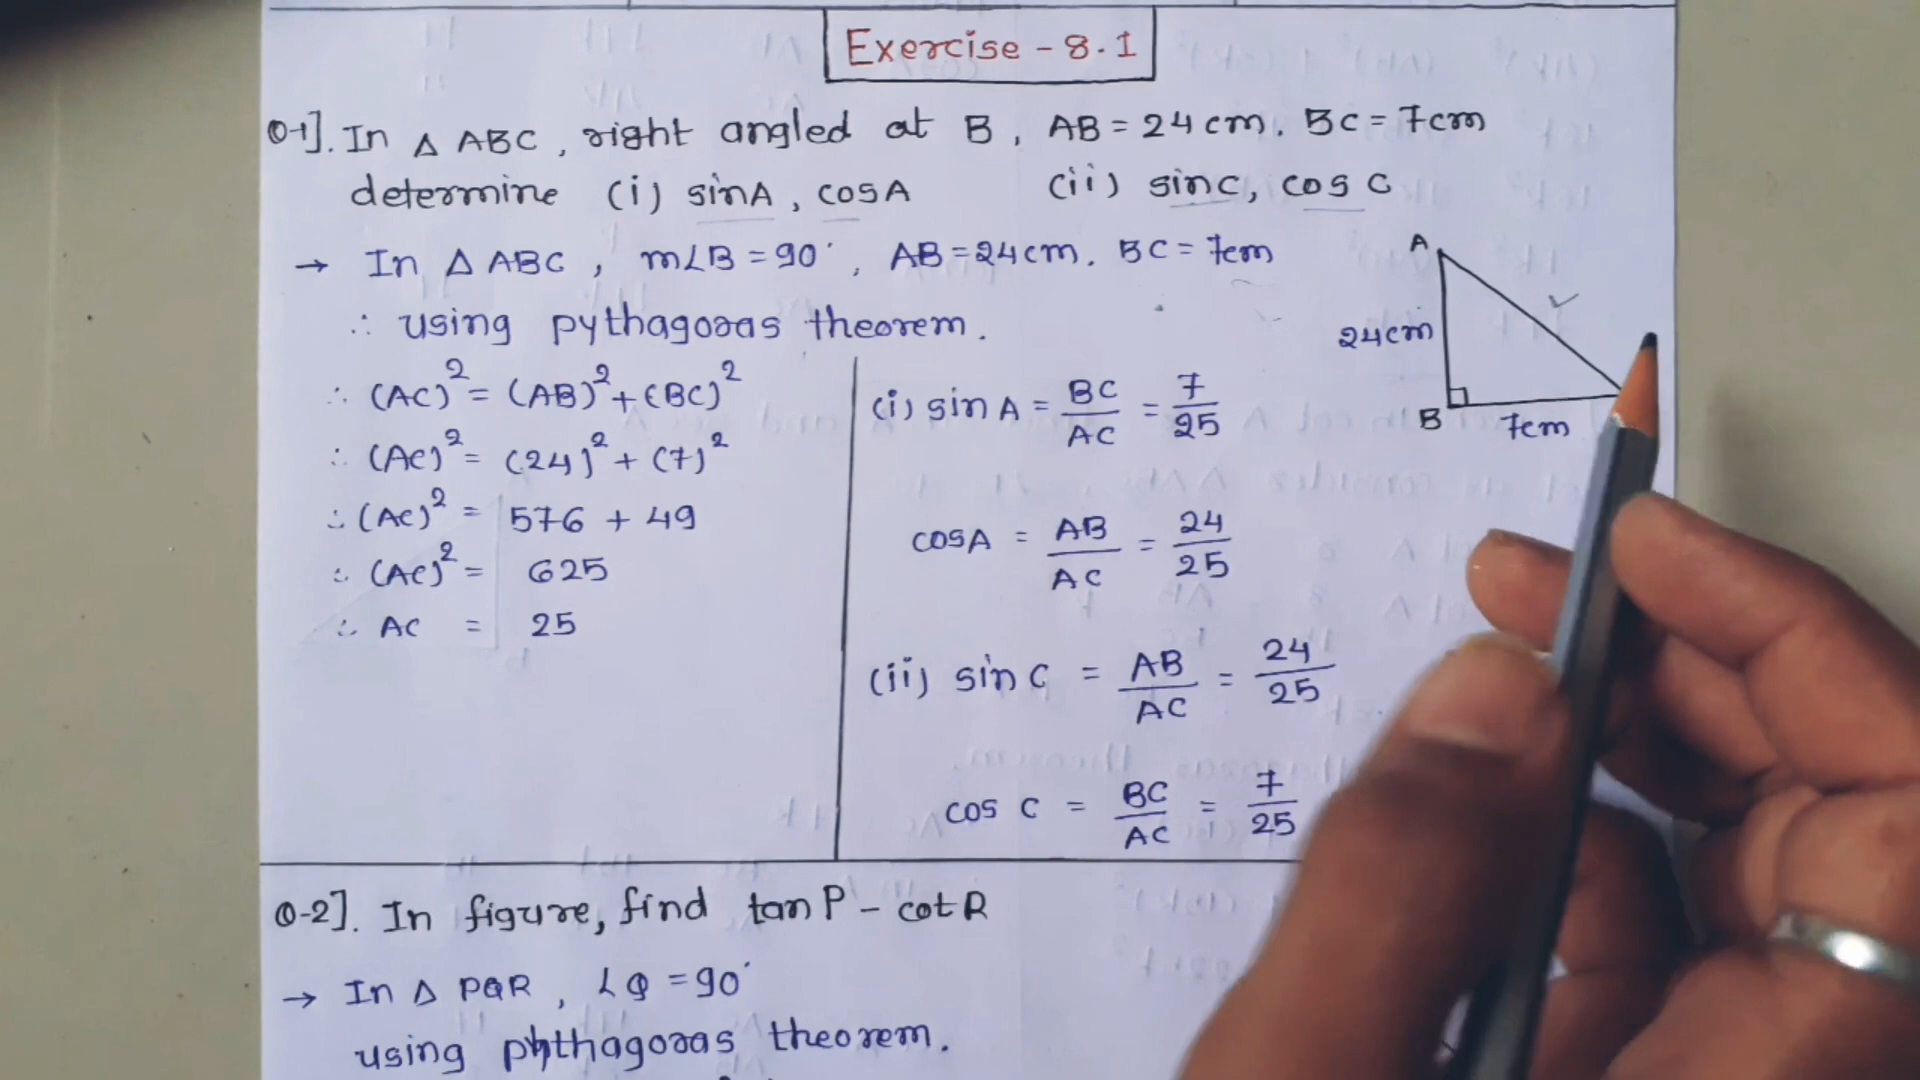 Exercise - 8.1
Q-1]. In △ ABC, right angled at B, AB = 24 cm. BC = 7cm
determine (i) sinA, cosA (ii) sinC, cos C
→ In △ ABC, m∠B = 90°, AB = 24cm. BC = 7cm
∴ using pythagoras theorem.
∴ (AC)² = (AB)² + (BC)²
∴ (AC)² = (24)² + (7)²
∴ (AC)² = 576 + 49
∴ (AC)² = 625
∴ AC = 25
(i) sin A = BC/AC = 7/25
cosA = AB/AC = 24/25
(ii) sin C = AB/AC = 24/25
cos C = BC/AC = 7/25
A
24cm
B
7cm
Q-2]. In figure, find tan P - cot R
→ In △ PQR, ∠Q = 90°
using phthagoras theorem.